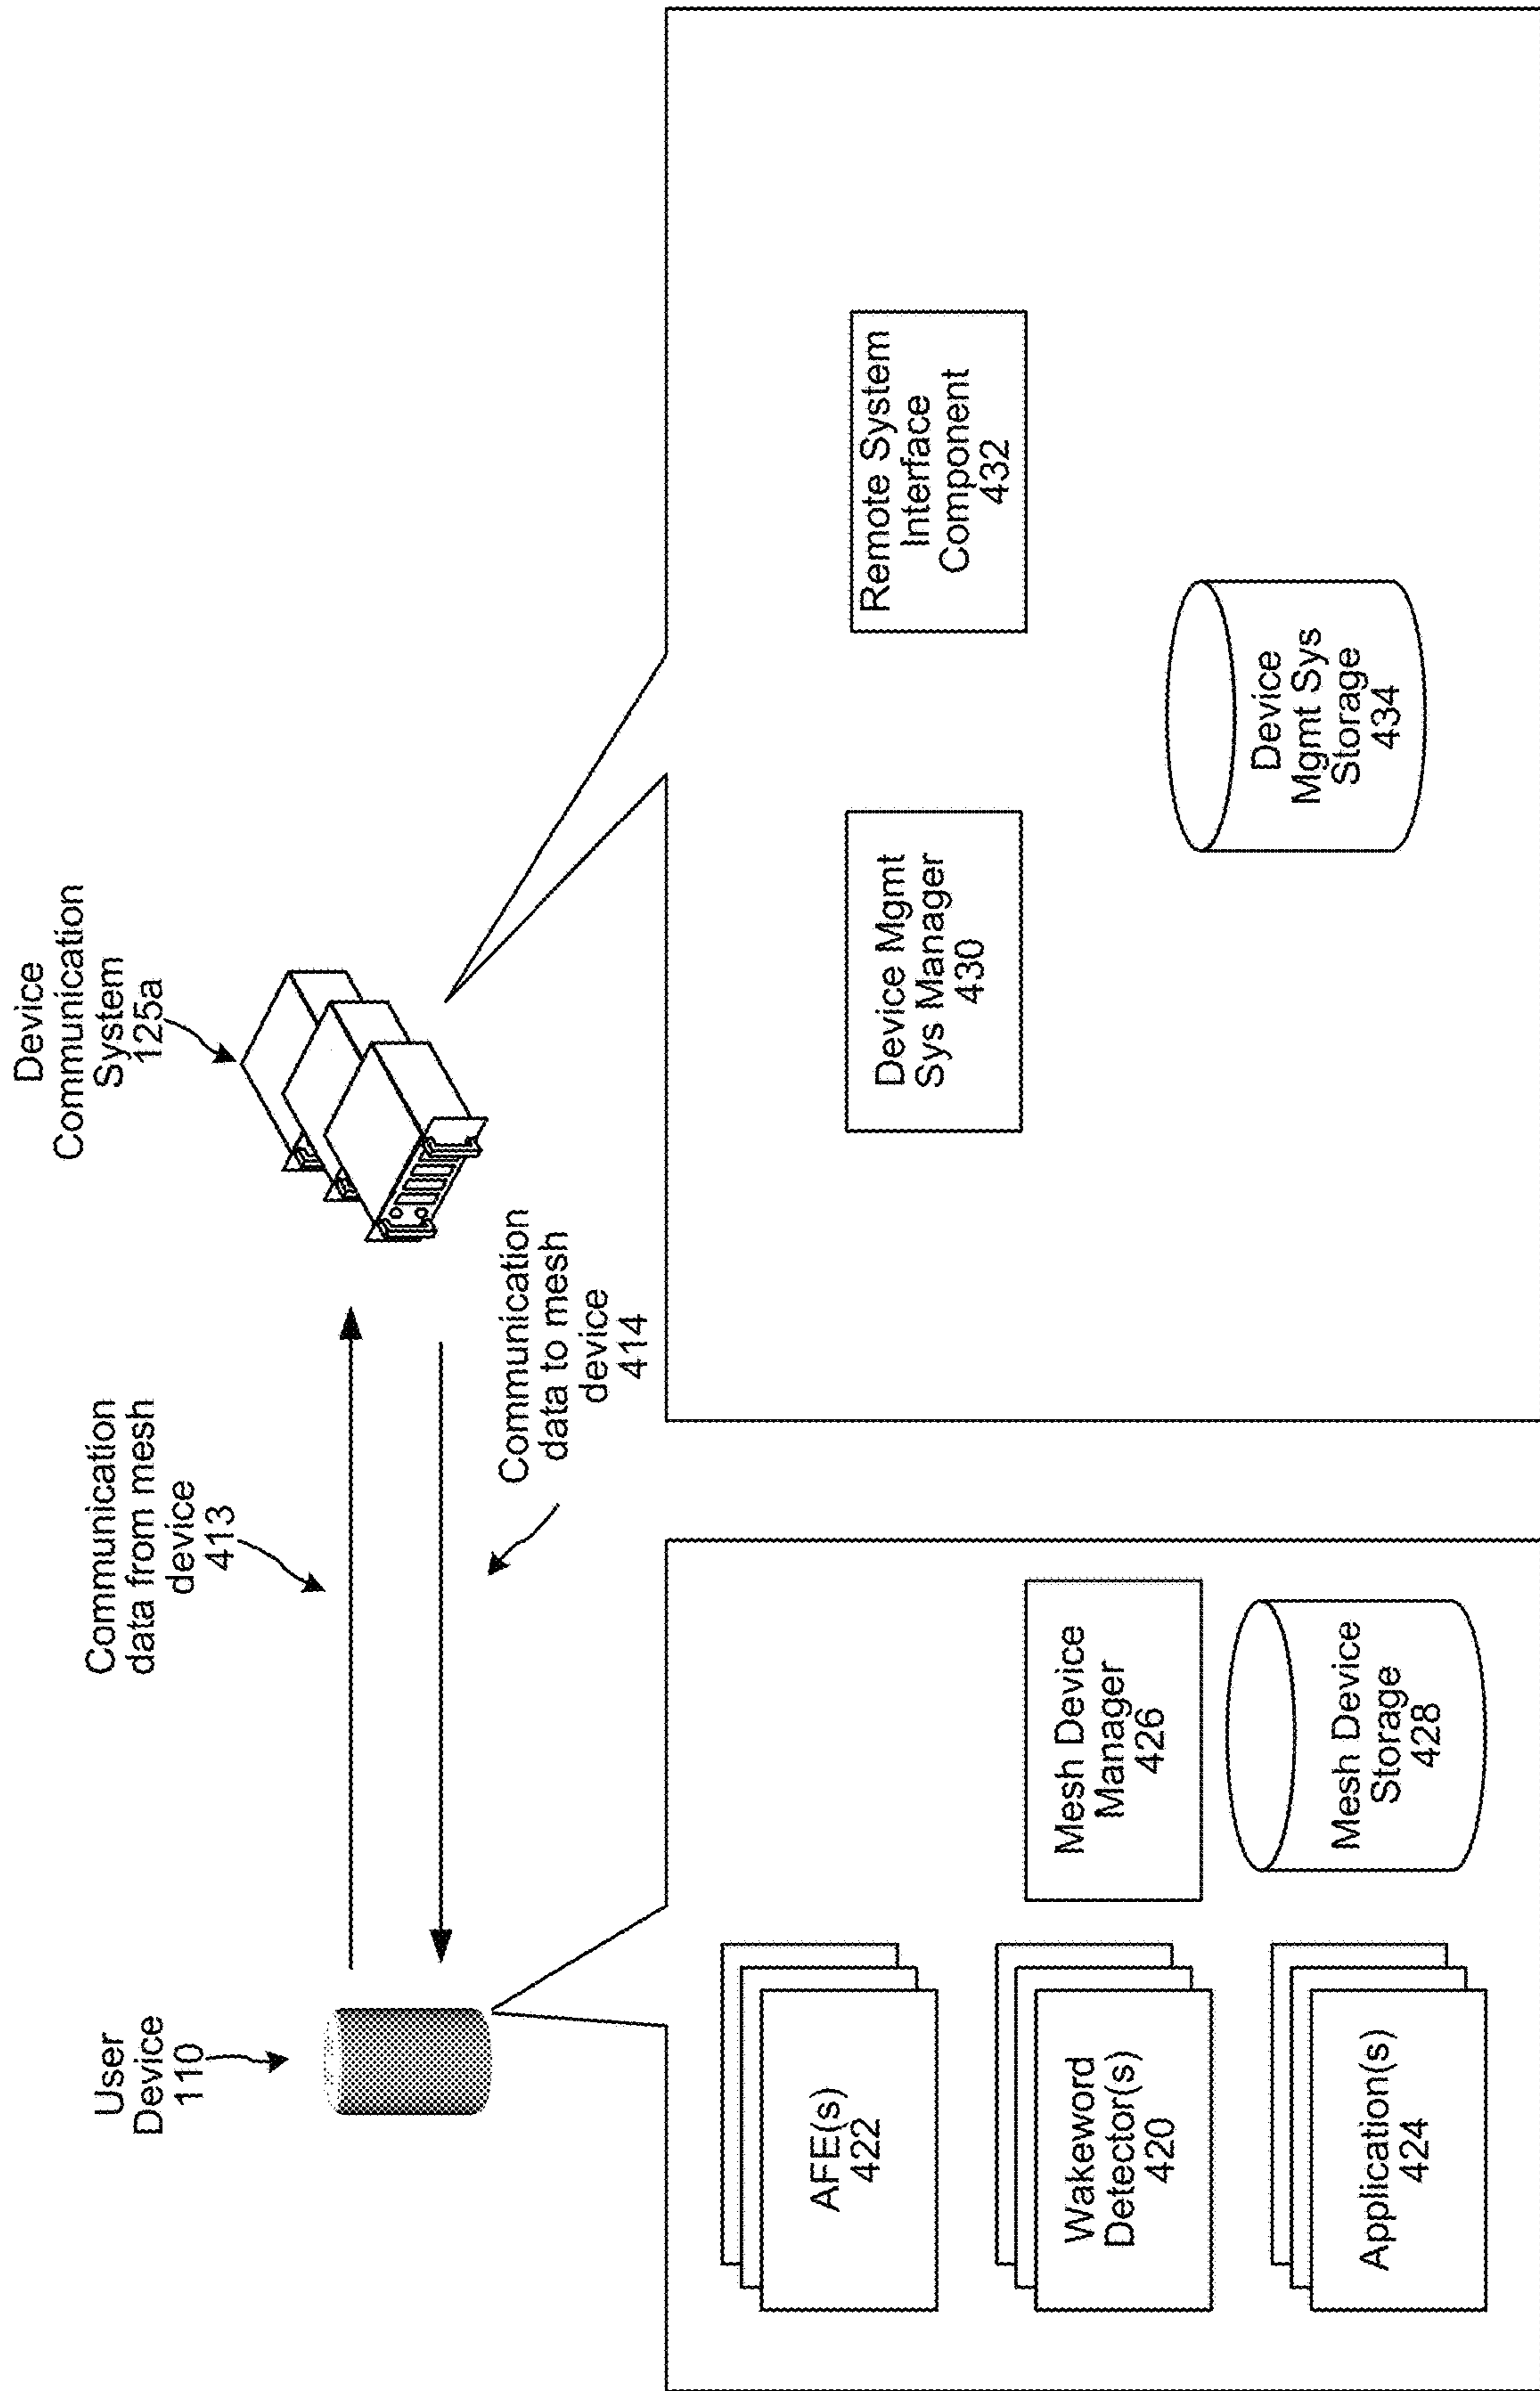 User
Device
110
Communication
data from mesh
device
413
Communication
data to mesh
device
414
Device
Communication
System
125a
AFE(s)
422
Wakeword
Detector(s)
420
Application(s)
424
Mesh Device
Manager
426
Mesh Device
Storage
428
Device Mgmt
Sys Manager
430
Remote System
Interface
Component
432
Device
Mgmt Sys
Storage
434